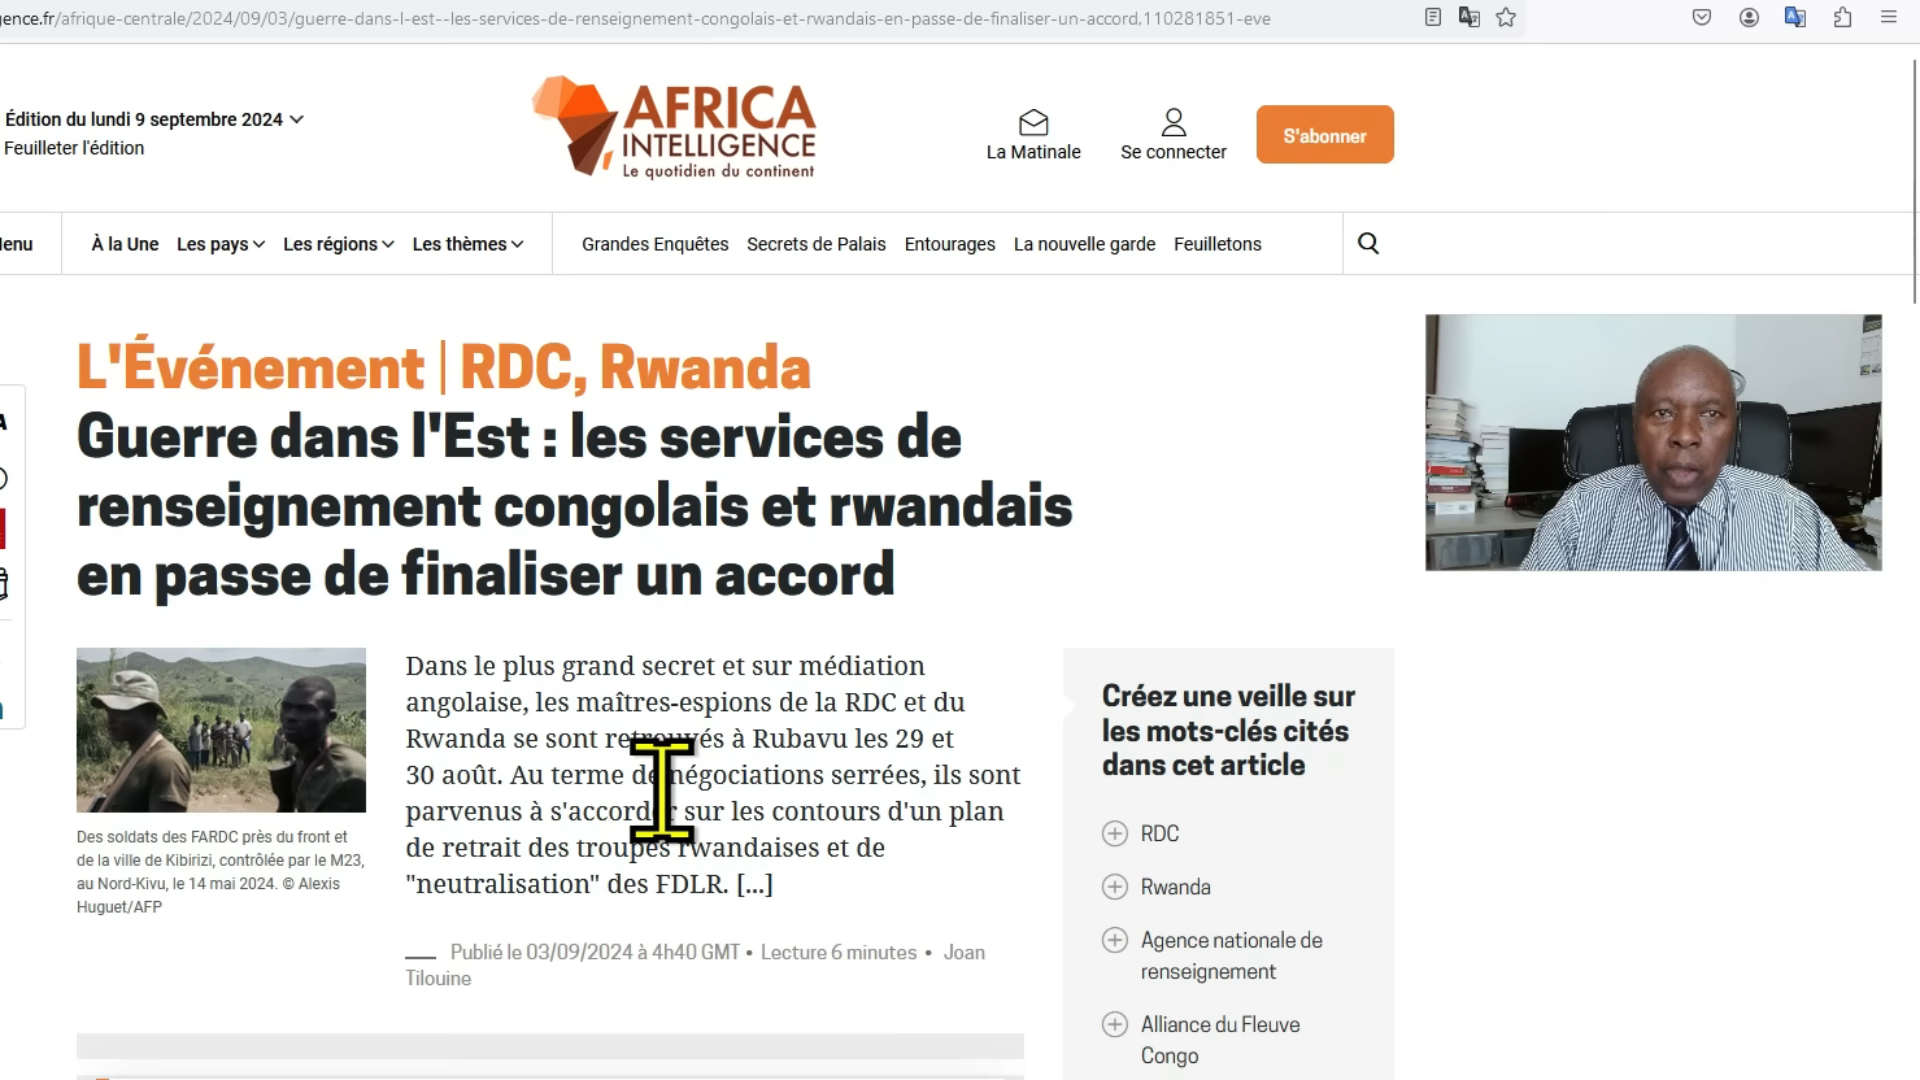 gence.fr/afrique-centrale/2024/09/03/guerre-dans-l-est--les-services-de-renseignement-congolais-et-rwandais-en-passe-de-finaliser-un-accord,110281851-eve
Édition du lundi 9 septembre 2024
Feuilleter l'édition
AFRICA
INTELLIGENCE
Le quotidien du continent
La Matinale
Se connecter
S'abonner
enu
À la Une
Les pays
Les régions
Les thèmes
Grandes Enquêtes
Secrets de Palais
Entourages
La nouvelle garde
Feuilletons
L'Événement | RDC, Rwanda
Guerre dans l'Est : les services de
renseignement congolais et rwandais
en passe de finaliser un accord
Des soldats des FARDC près du front et
de la ville de Kibirizi, contrôlée par le M23,
au Nord-Kivu, le 14 mai 2024. © Alexis
Huguet/AFP
Dans le plus grand secret et sur médiation
angolaise, les maîtres-espions de la RDC et du
Rwanda se sont retrouvés à Rubavu les 29 et
30 août. Au terme de négociations serrées, ils sont
parvenus à s'accorder sur les contours d'un plan
de retrait des troupes rwandaises et de
"neutralisation" des FDLR. [...]
Publié le 03/09/2024 à 4h40 GMT • Lecture 6 minutes • Joan
Tilouine
Créez une veille sur
les mots-clés cités
dans cet article
RDC
Rwanda
Agence nationale de
renseignement
Alliance du Fleuve
Congo